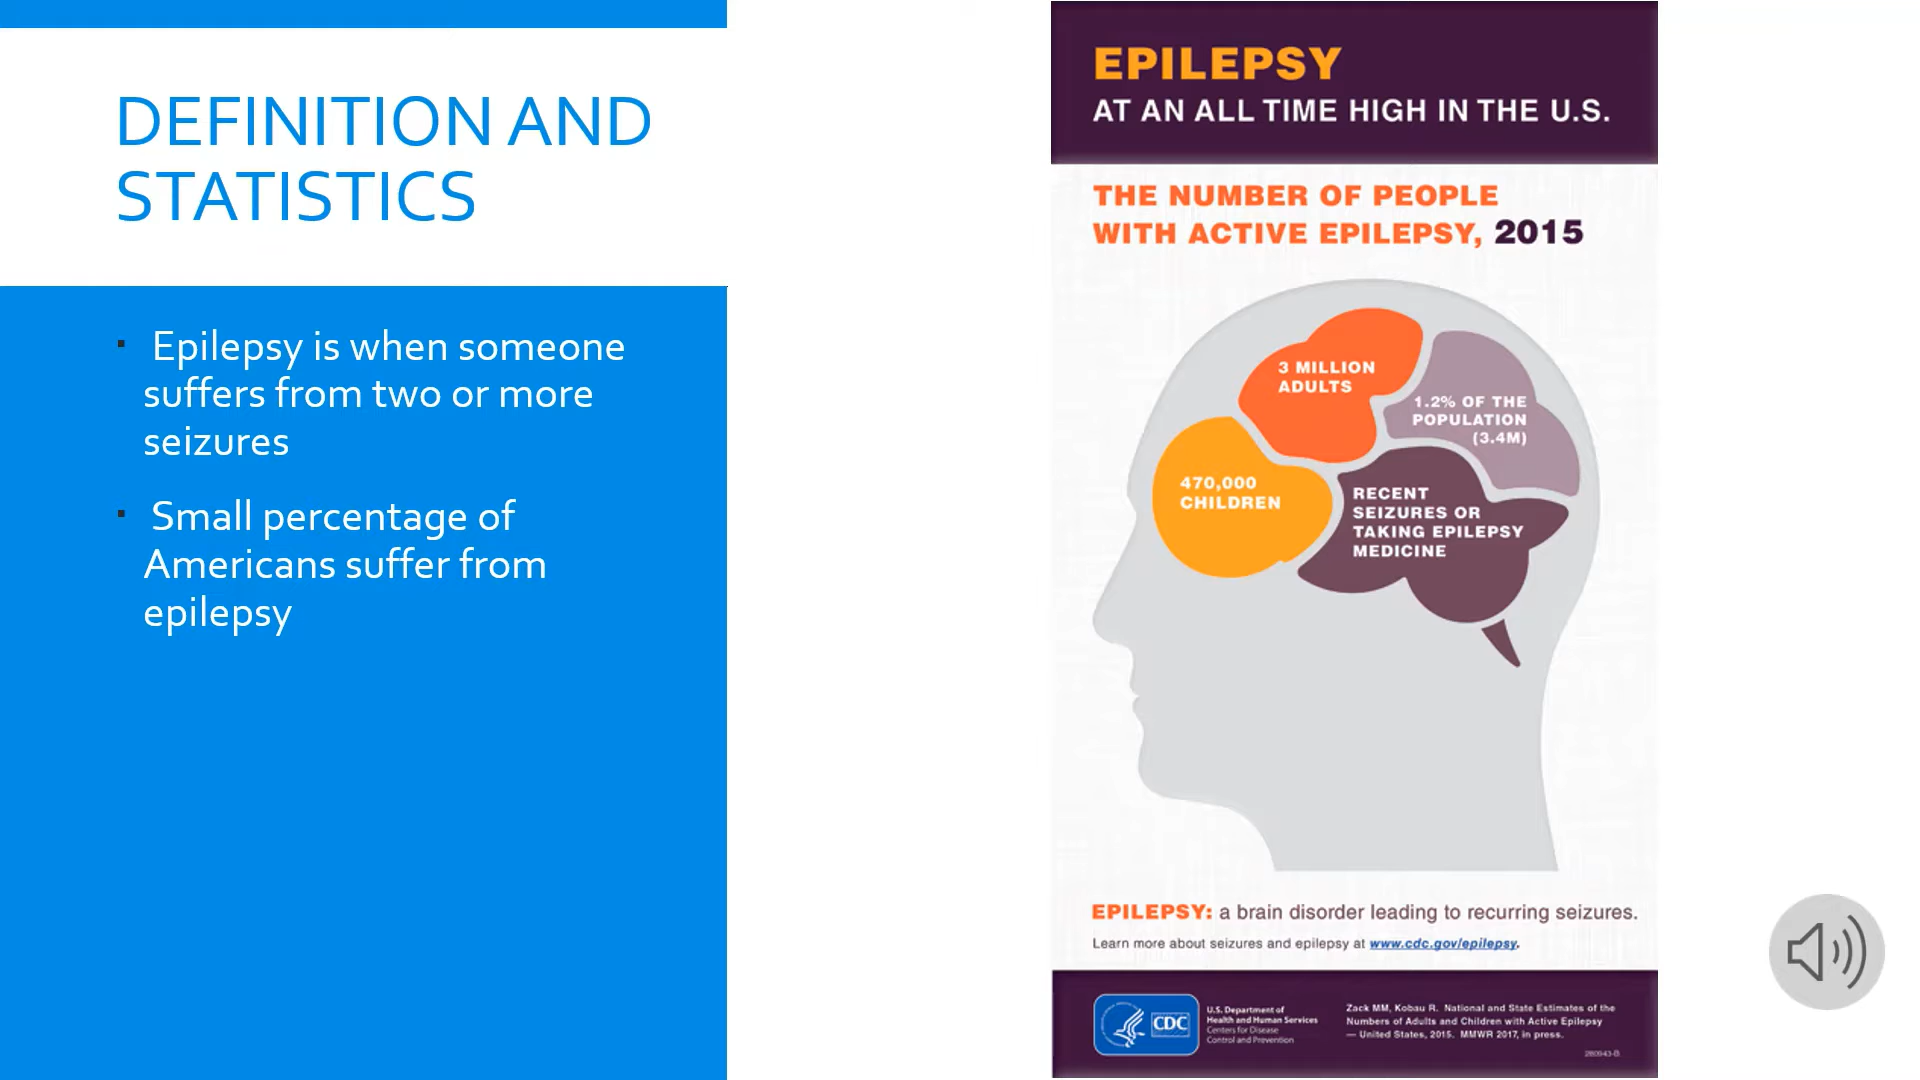 DEFINITION AND
STATISTICS
Epilepsy is when someone
suffers from two or more
seizures
Small percentage of
Americans suffer from
epilepsy
EPILEPSY
AT AN ALL TIME HIGH IN THE U.S.
THE NUMBER OF PEOPLE
WITH ACTIVE EPILEPSY, 2015
3 MILLION
ADULTS
1.2% OF THE
POPULATION
(3.4M)
470,000
CHILDREN
RECENT
SEIZURES OR
TAKING EPILEPSY
MEDICINE
EPILEPSY: a brain disorder leading to recurring seizures.
Learn more about seizures and epilepsy at www.cdc.gov/epilepsy.
CDC
U.S. Department of
Health and Human Services
Centers for Disease
Control and Prevention
Zack MM, Kobau R. National and State Estimates of the
Numbers of Adults and Children with Active Epilepsy
— United States, 2015. MMWR 2017, in press.
280943-B